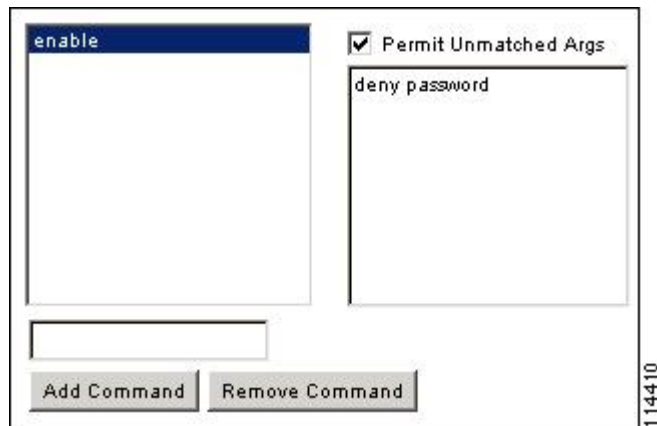 enable
Permit Unmatched Args
deny password
Add Command
Remove Command
114410